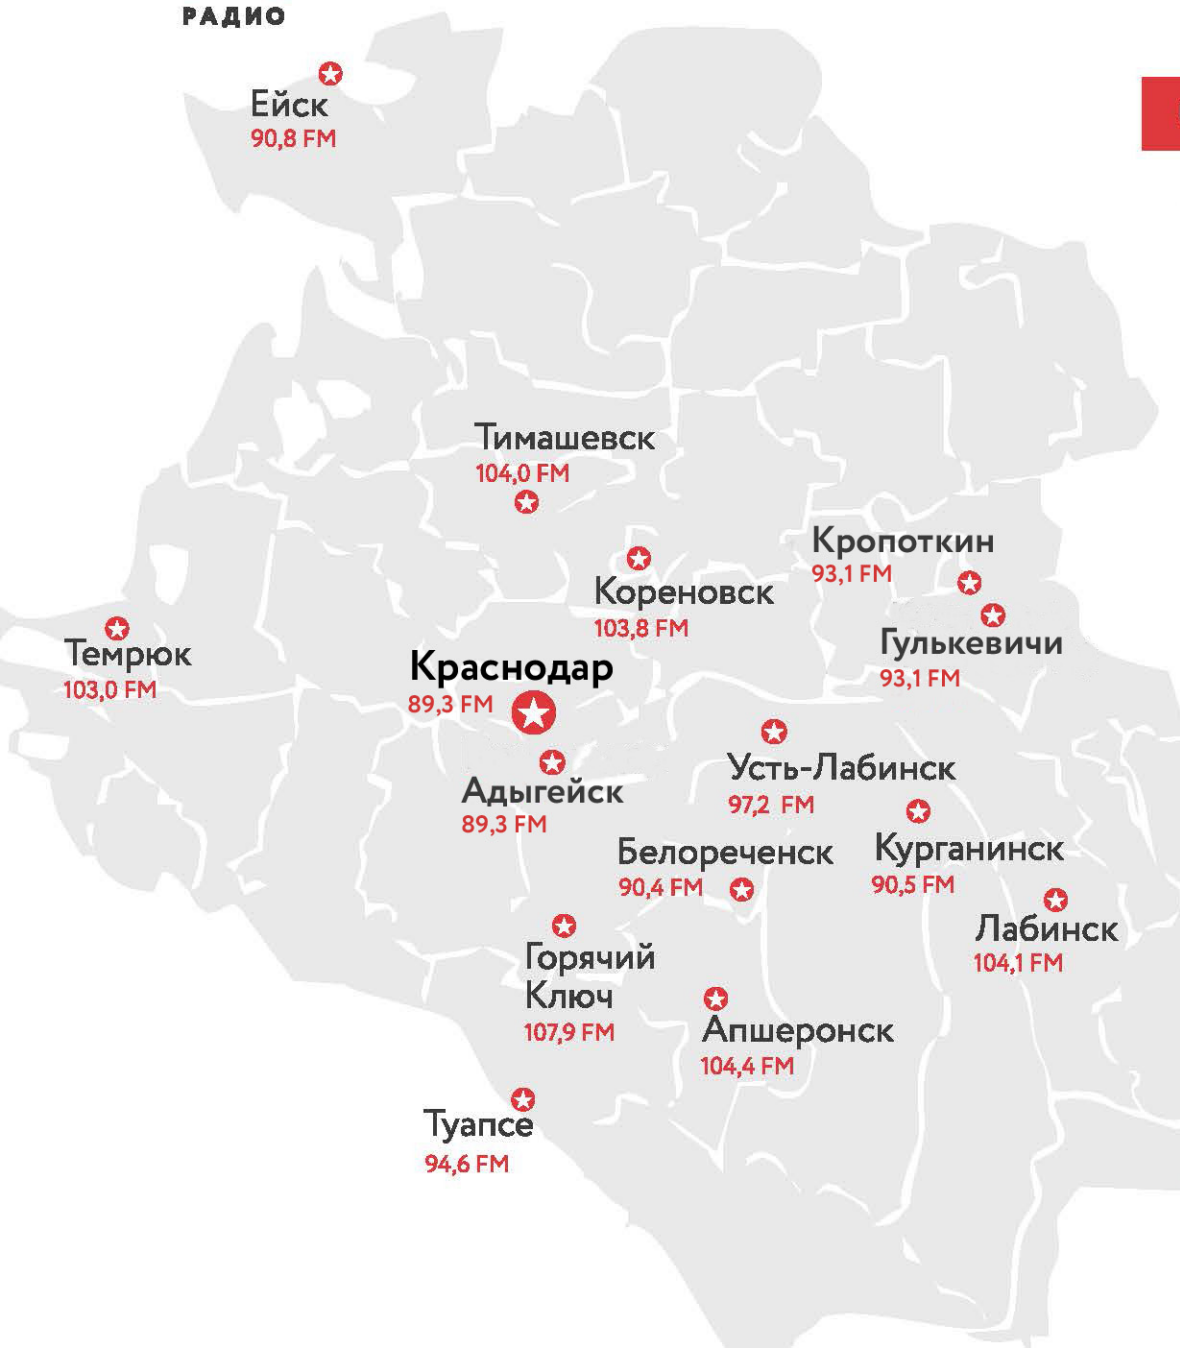 РАДИО
Ейск
90,8 FM
Тимашевск
104,0 FM
Кропоткин
93,1 FM
Кореновск
103,8 FM
Гулькевичи
93,1 FM
Темрюк
103,0 FM
Краснодар
89,3 FM
Усть-Лабинск
97,2 FM
Адыгейск
89,3 FM
Белореченск
90,4 FM
Курганинск
90,5 FM
Лабинск
104,1 FM
Горячий
Ключ
107,9 FM
Апшеронск
104,4 FM
Туапсе
94,6 FM